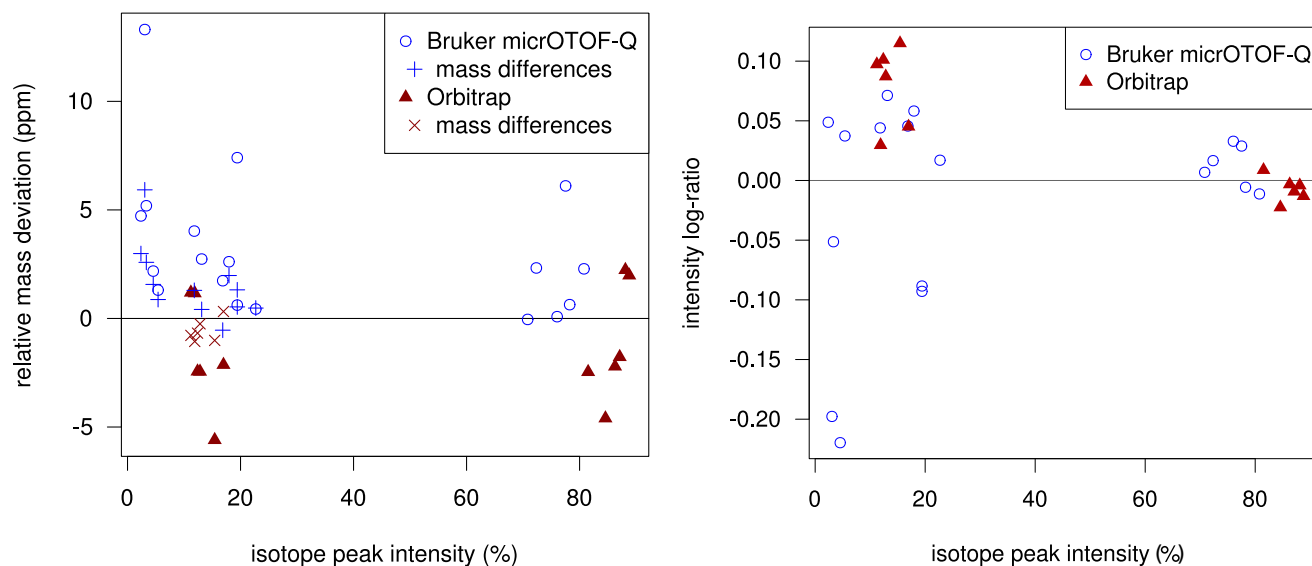 Bruker micrOTOF-Q
mass differences
Orbitrap
mass differences
relative mass deviation (ppm)
10
5
0
-5
0
20
40
60
80
isotope peak intensity (%)
Bruker micrOTOF-Q
Orbitrap
intensity log-ratio
0.10
0.05
0.00
-0.05
-0.10
-0.15
-0.20
0
20
40
60
80
isotope peak intensity (%)